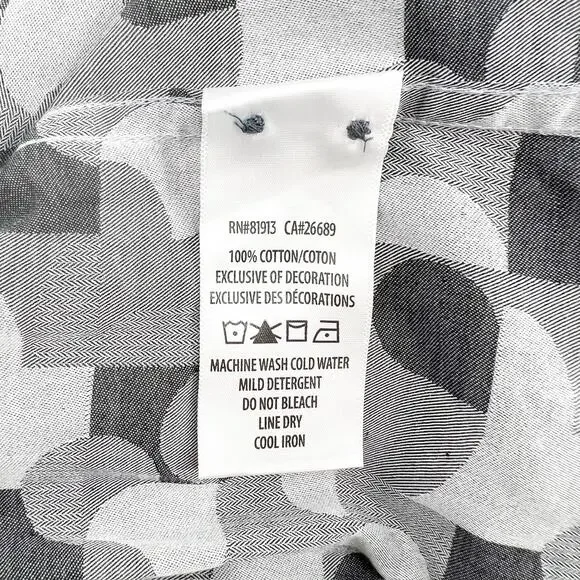 RN#81913 CA#26689
100% COTTON/COTON
EXCLUSIVE OF DECORATION
EXCLUSIVE DES DÉCORATIONS
MACHINE WASH COLD WATER
MILD DETERGENT
DO NOT BLEACH
LINE DRY
COOL IRON